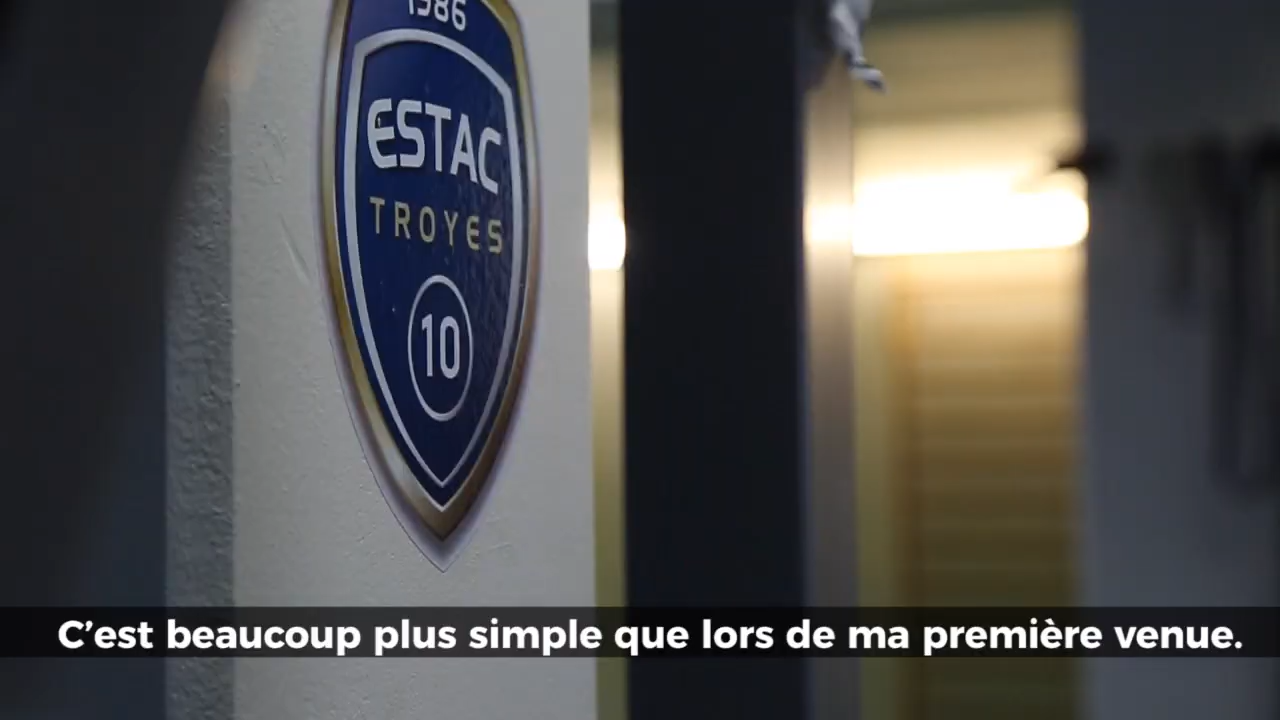 1986
ESTAC
TROYES
10
C’est beaucoup plus simple que lors de ma première venue.